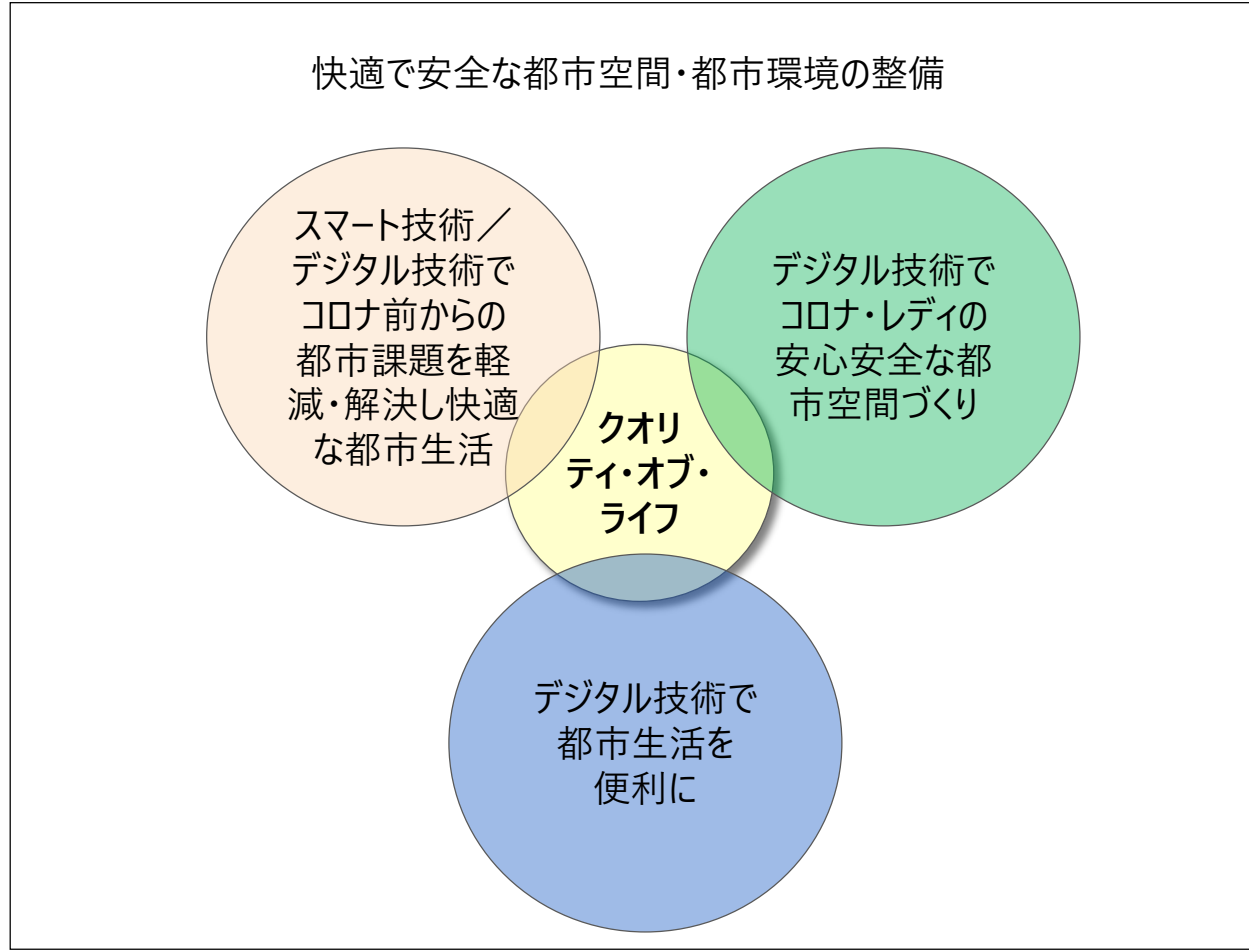 快適で安全な都市空間・都市環境の整備
スマート技術／
デジタル技術で
コロナ前からの
都市課題を軽
減・解決し快適
な都市生活
デジタル技術で
コロナ・レディの
安心安全な都
市空間づくり
クオリ
ティ・オブ・
ライフ
デジタル技術で
都市生活を
便利に